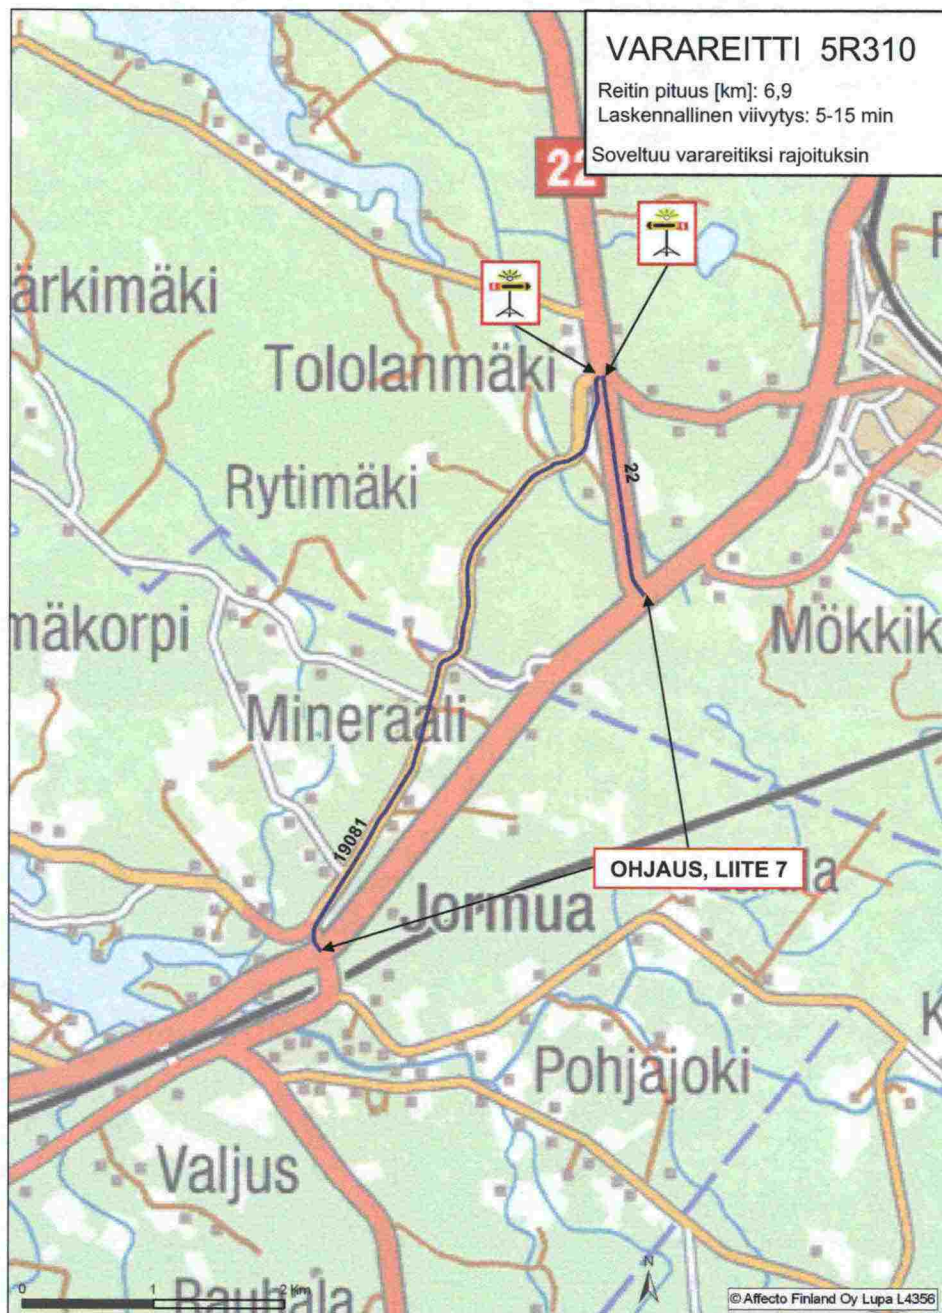 VARAREITTI 5R310
Reitin pituus [km]: 6,9
Laskennallinen viivytys: 5-15 min
Soveltuu varareitiksi rajoituksin
22
ärkimäki
Tololanmäki
22
Rytimäki
mäkorpi
Mökkik
Mineraali
19081
OHJAUS, LIITE 7
Jormua
Pohjajoki
Valjus
Rauhala
N
0 1 2 Km
© Affecto Finland Oy Lupa L4356